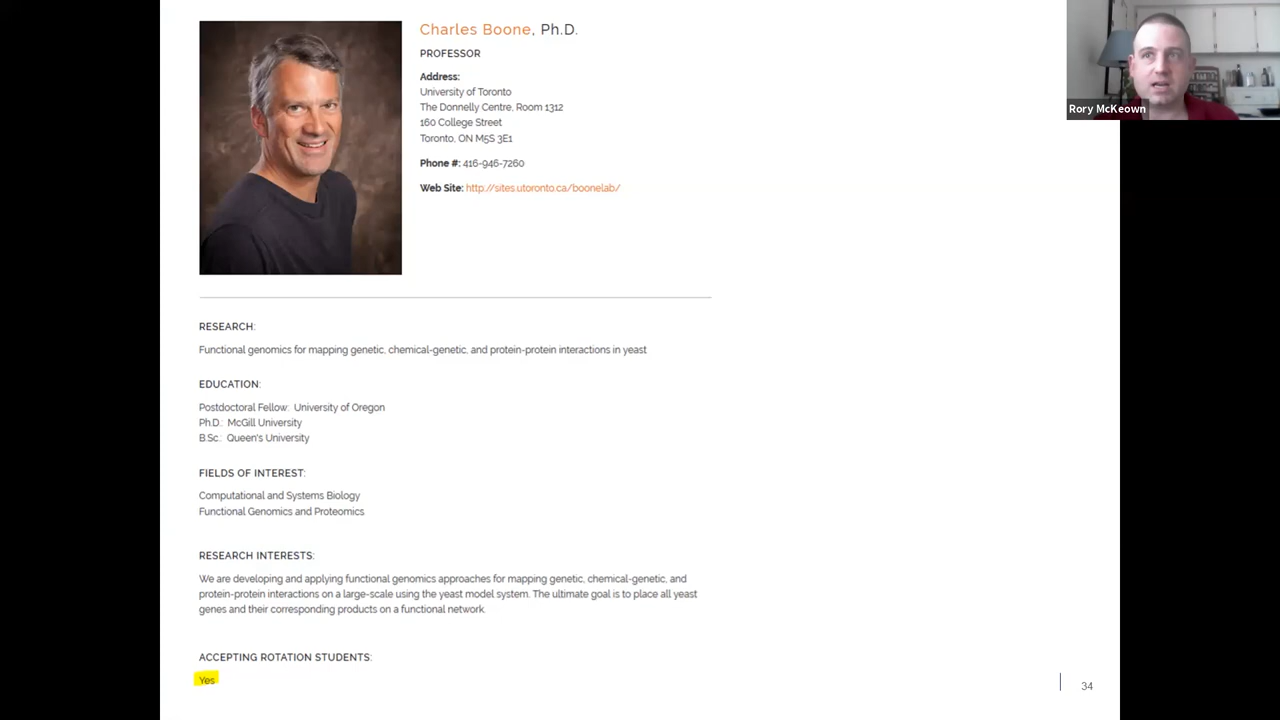 Charles Boone, Ph.D.
PROFESSOR
Address:
University of Toronto
The Donnelly Centre, Room 1312
160 College Street
Toronto, ON M5S 3E1
Phone #: 416-946-7260
Web Site: http://sites.utoronto.ca/boonelab/
Rory McKeown
RESEARCH:
Functional genomics for mapping genetic, chemical-genetic, and protein-protein interactions in yeast
EDUCATION:
Postdoctoral Fellow: University of Oregon
Ph.D.: McGill University
B.Sc.: Queen's University
FIELDS OF INTEREST:
Computational and Systems Biology
Functional Genomics and Proteomics
RESEARCH INTERESTS:
We are developing and applying functional genomics approaches for mapping genetic, chemical-genetic, and
protein-protein interactions on a large-scale using the yeast model system. The ultimate goal is to place all yeast
genes and their corresponding products on a functional network.
ACCEPTING ROTATION STUDENTS:
Yes
34